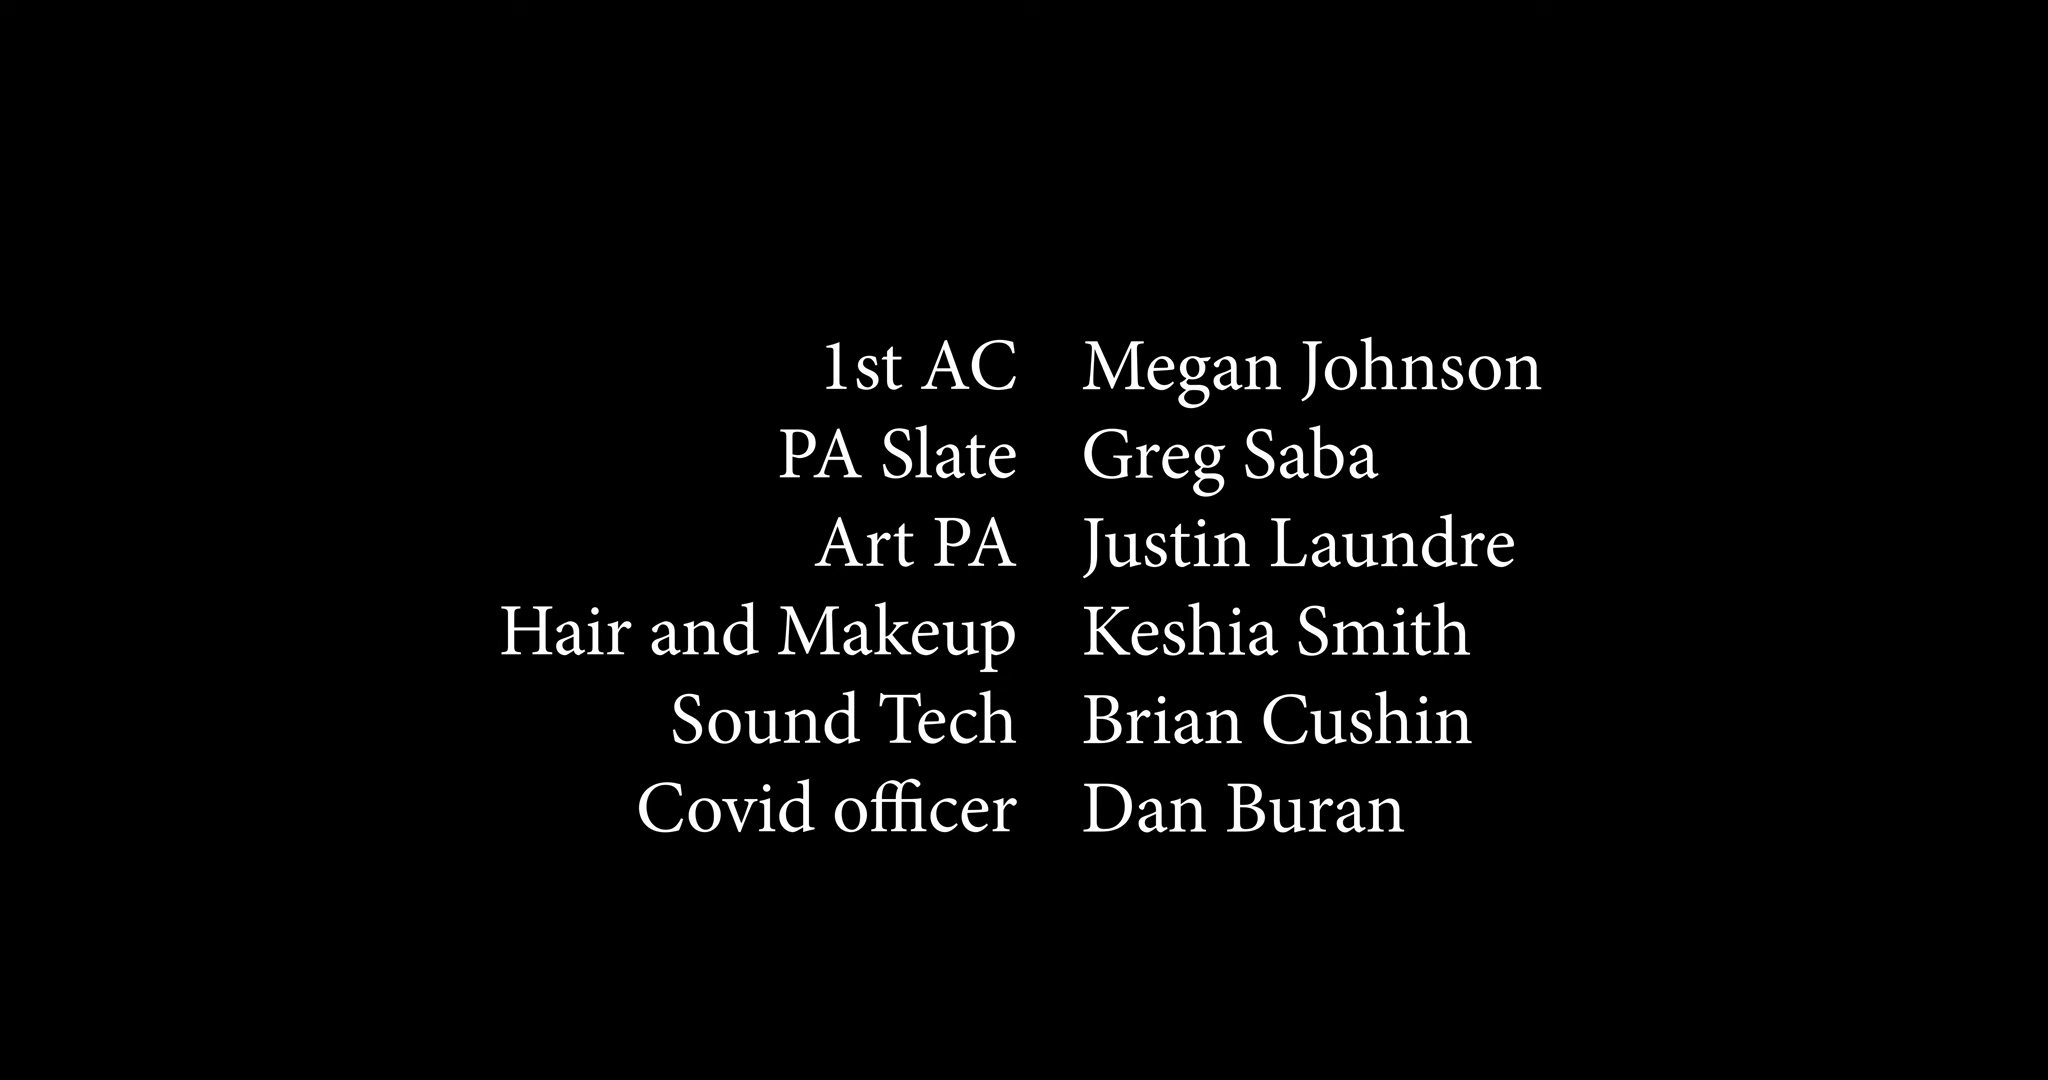 1st AC Megan Johnson
PA Slate Greg Saba
Art PA Justin Laundre
Hair and Makeup Keshia Smith
Sound Tech Brian Cushin
Covid officer Dan Buran